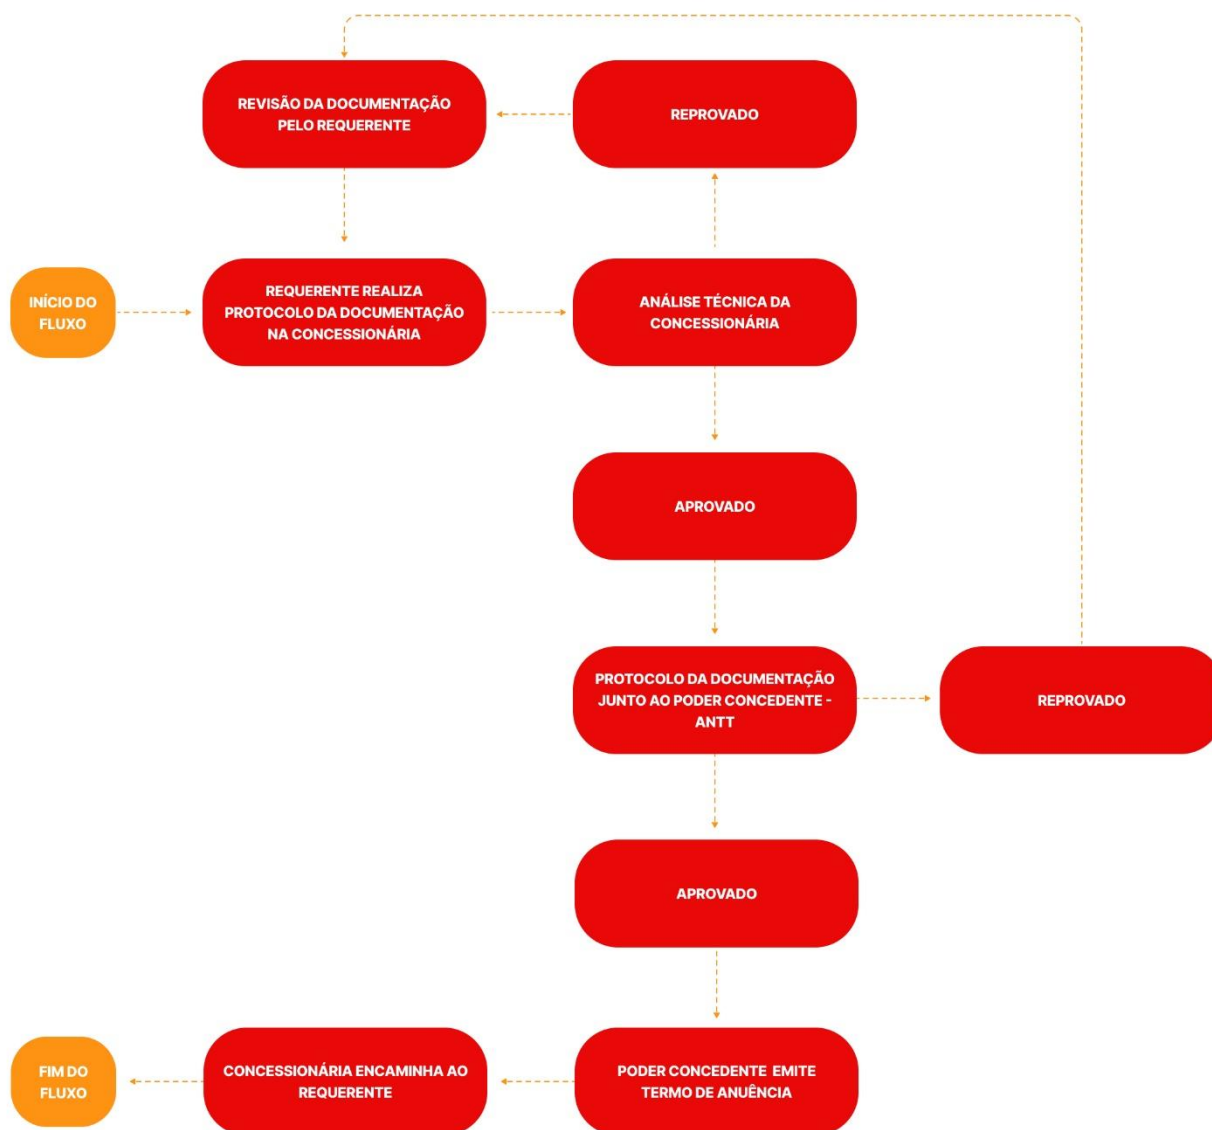 REVISÃO DA DOCUMENTAÇÃO
PELO REQUERENTE
REPROVADO
INÍCIO DO
FLUXO
REQUERENTE REALIZA
PROTOCOLO DA DOCUMENTAÇÃO
NA CONCESSIONÁRIA
ANÁLISE TÉCNICA DA
CONCESSIONÁRIA
APROVADO
PROTOCOLO DA DOCUMENTAÇÃO
JUNTO AO PODER CONCEDENTE -
ANTT
REPROVADO
APROVADO
FIM DO
FLUXO
CONCESSIONÁRIA ENCAMINHA AO
REQUERENTE
PODER CONCEDENTE EMITE
TERMO DE ANUÊNCIA